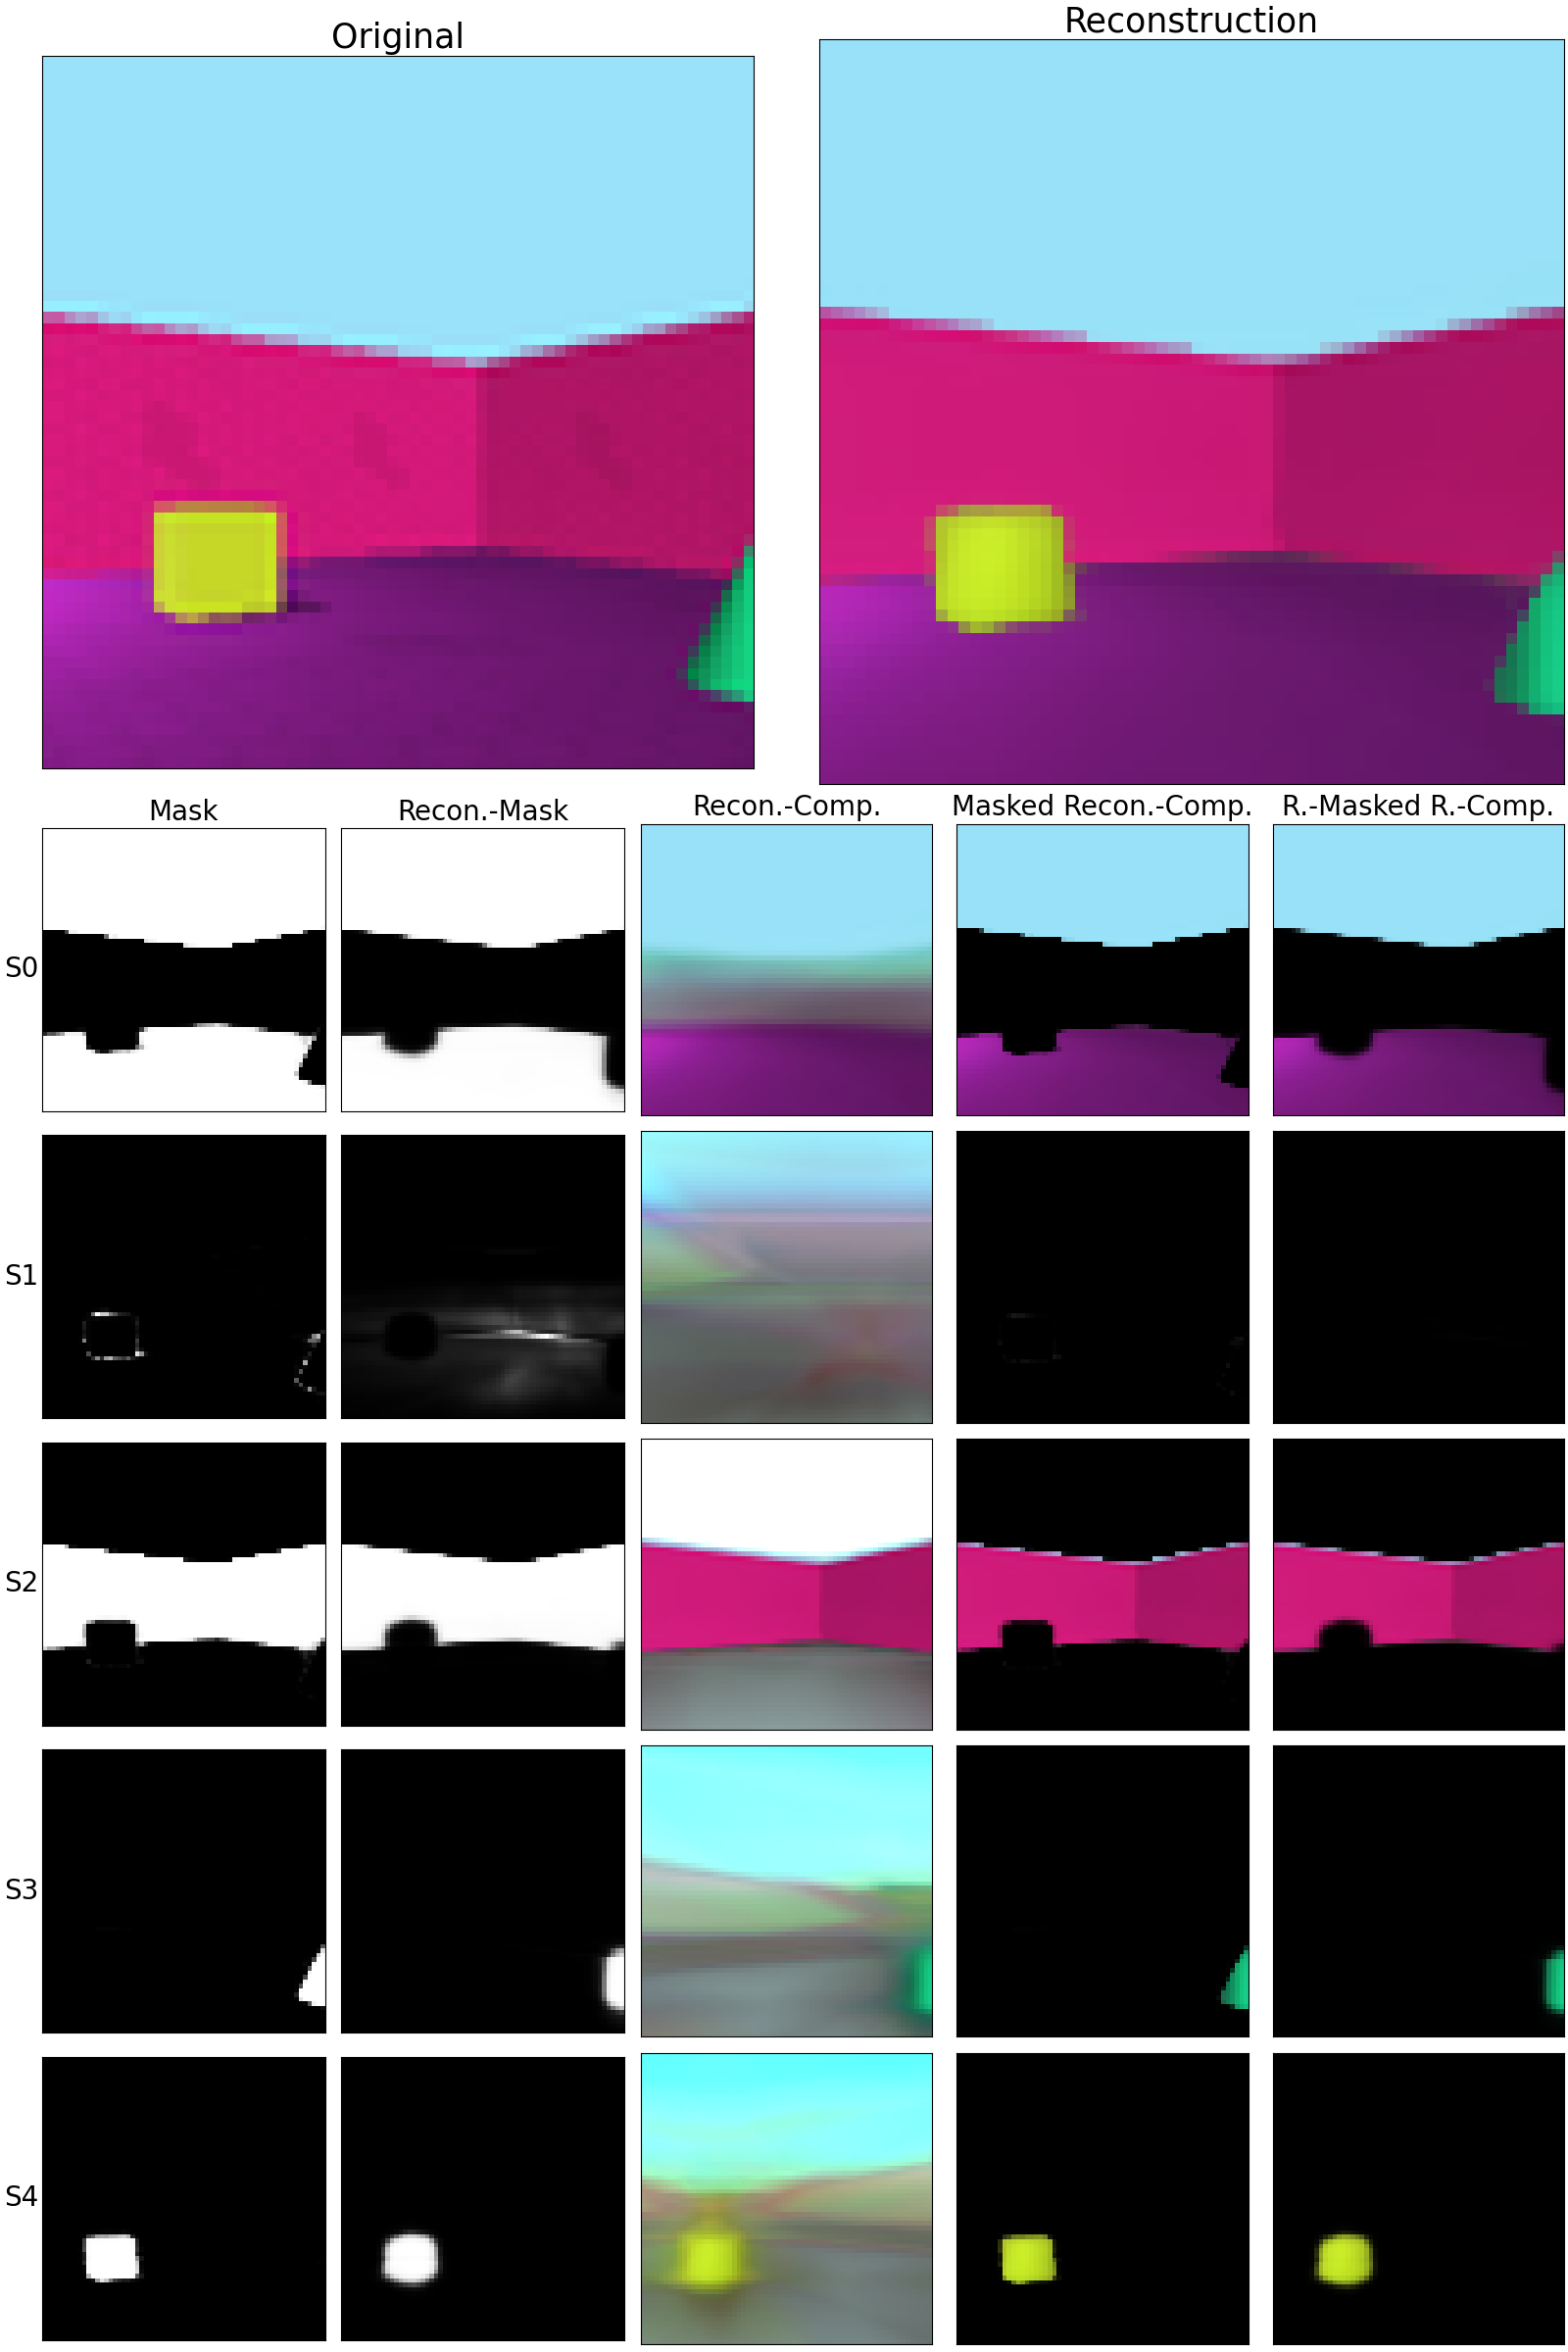 Original
Reconstruction
Mask
Recon.-Mask
Recon.-Comp.
Masked Recon.-Comp.
R.-Masked R.-Comp.
S0
S1
S2
S3
S4